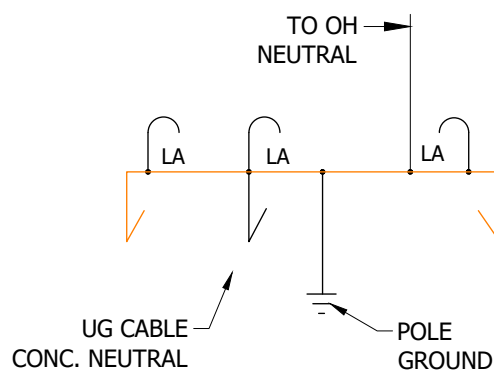 TO OH
NEUTRAL
LA
LA
LA
UG CABLE
CONC. NEUTRAL
POLE
GROUND